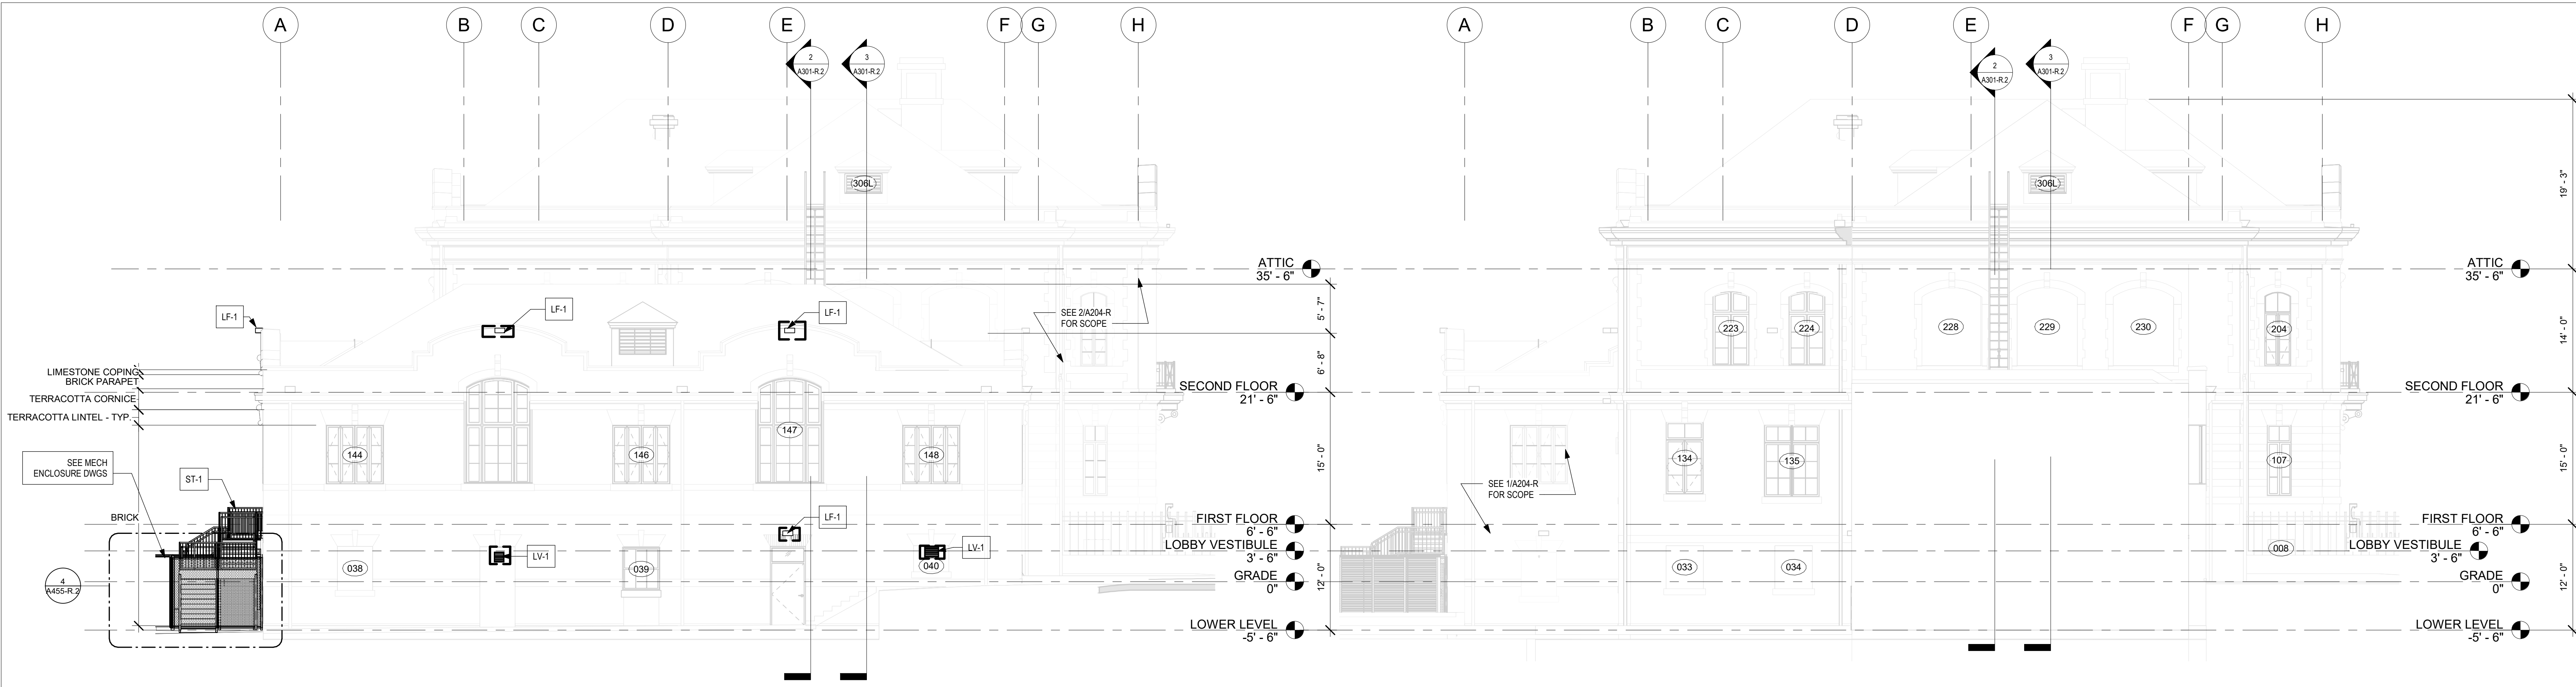 A B C D E F G H
A B C D E F G H
2
A301-R.2
3
A301-R.2
2
A301-R.2
3
A301-R.2
306L
306L
19' - 3"
ATTIC
35' - 6"
ATTIC
35' - 6"
LF-1
LF-1
LF-1
SEE 2/A204-R
FOR SCOPE
5' - 7"
6' - 8"
223
224
228
229
230
204
14' - 0"
LIMESTONE COPING
BRICK PARAPET
TERRACOTTA CORNICE
TERRACOTTA LINTEL - TYP.
SECOND FLOOR
21' - 6"
SECOND FLOOR
21' - 6"
144
146
147
148
15' - 0"
134
135
107
15' - 0"
SEE MECH
ENCLOSURE DWGS
ST-1
SEE 1/A204-R
FOR SCOPE
BRICK
LF-1
FIRST FLOOR
6' - 6"
FIRST FLOOR
6' - 6"
LV-1
LV-1
LOBBY VESTIBULE
3' - 6"
008
LOBBY VESTIBULE
3' - 6"
038
039
040
033
034
4
A455-R.2
GRADE
0"
12' - 0"
GRADE
0"
12' - 0"
LOWER LEVEL
-5' - 6"
LOWER LEVEL
-5' - 6"